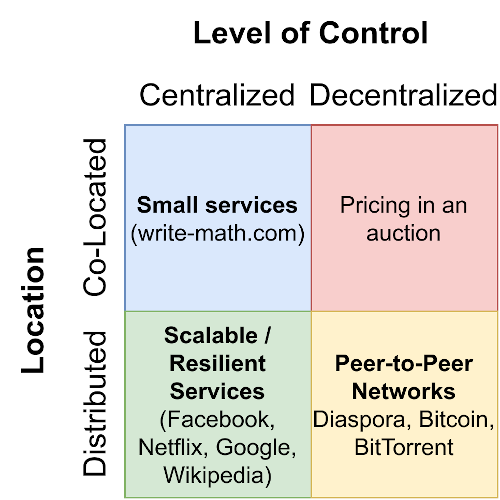 Level of Control
Centralized Decentralized
Location
Co-Located
Small services
(write-math.com)
Pricing in an
auction
Distributed
Scalable /
Resilient
Services
(Facebook,
Netflix, Google,
Wikipedia)
Peer-to-Peer
Networks
Diaspora, Bitcoin,
BitTorrent